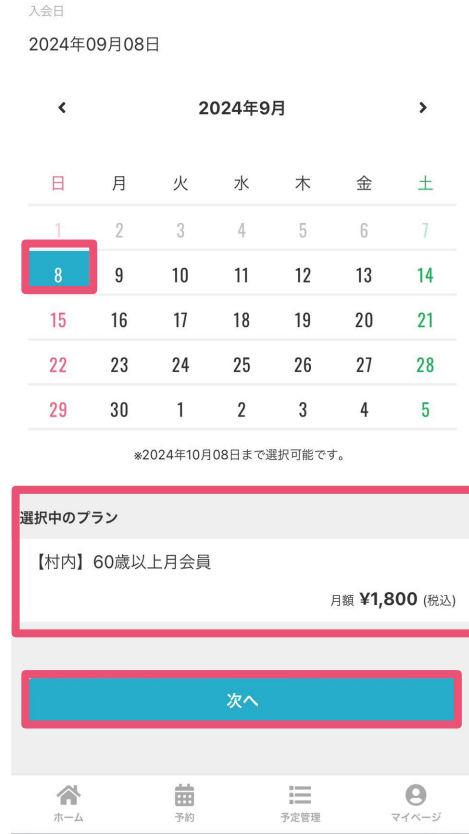 入会日
2024年09月08日
2024年9月
日 月 火 水 木 金 土
1 2 3 4 5 6 7
8 9 10 11 12 13 14
15 16 17 18 19 20 21
22 23 24 25 26 27 28
29 30 1 2 3 4 5
※2024年10月08日まで選択可能です。
選択中のプラン
【村内】60歳以上月会員
月額 ¥1,800 (税込)
次へ
ホーム 予約 予定管理 マイページ